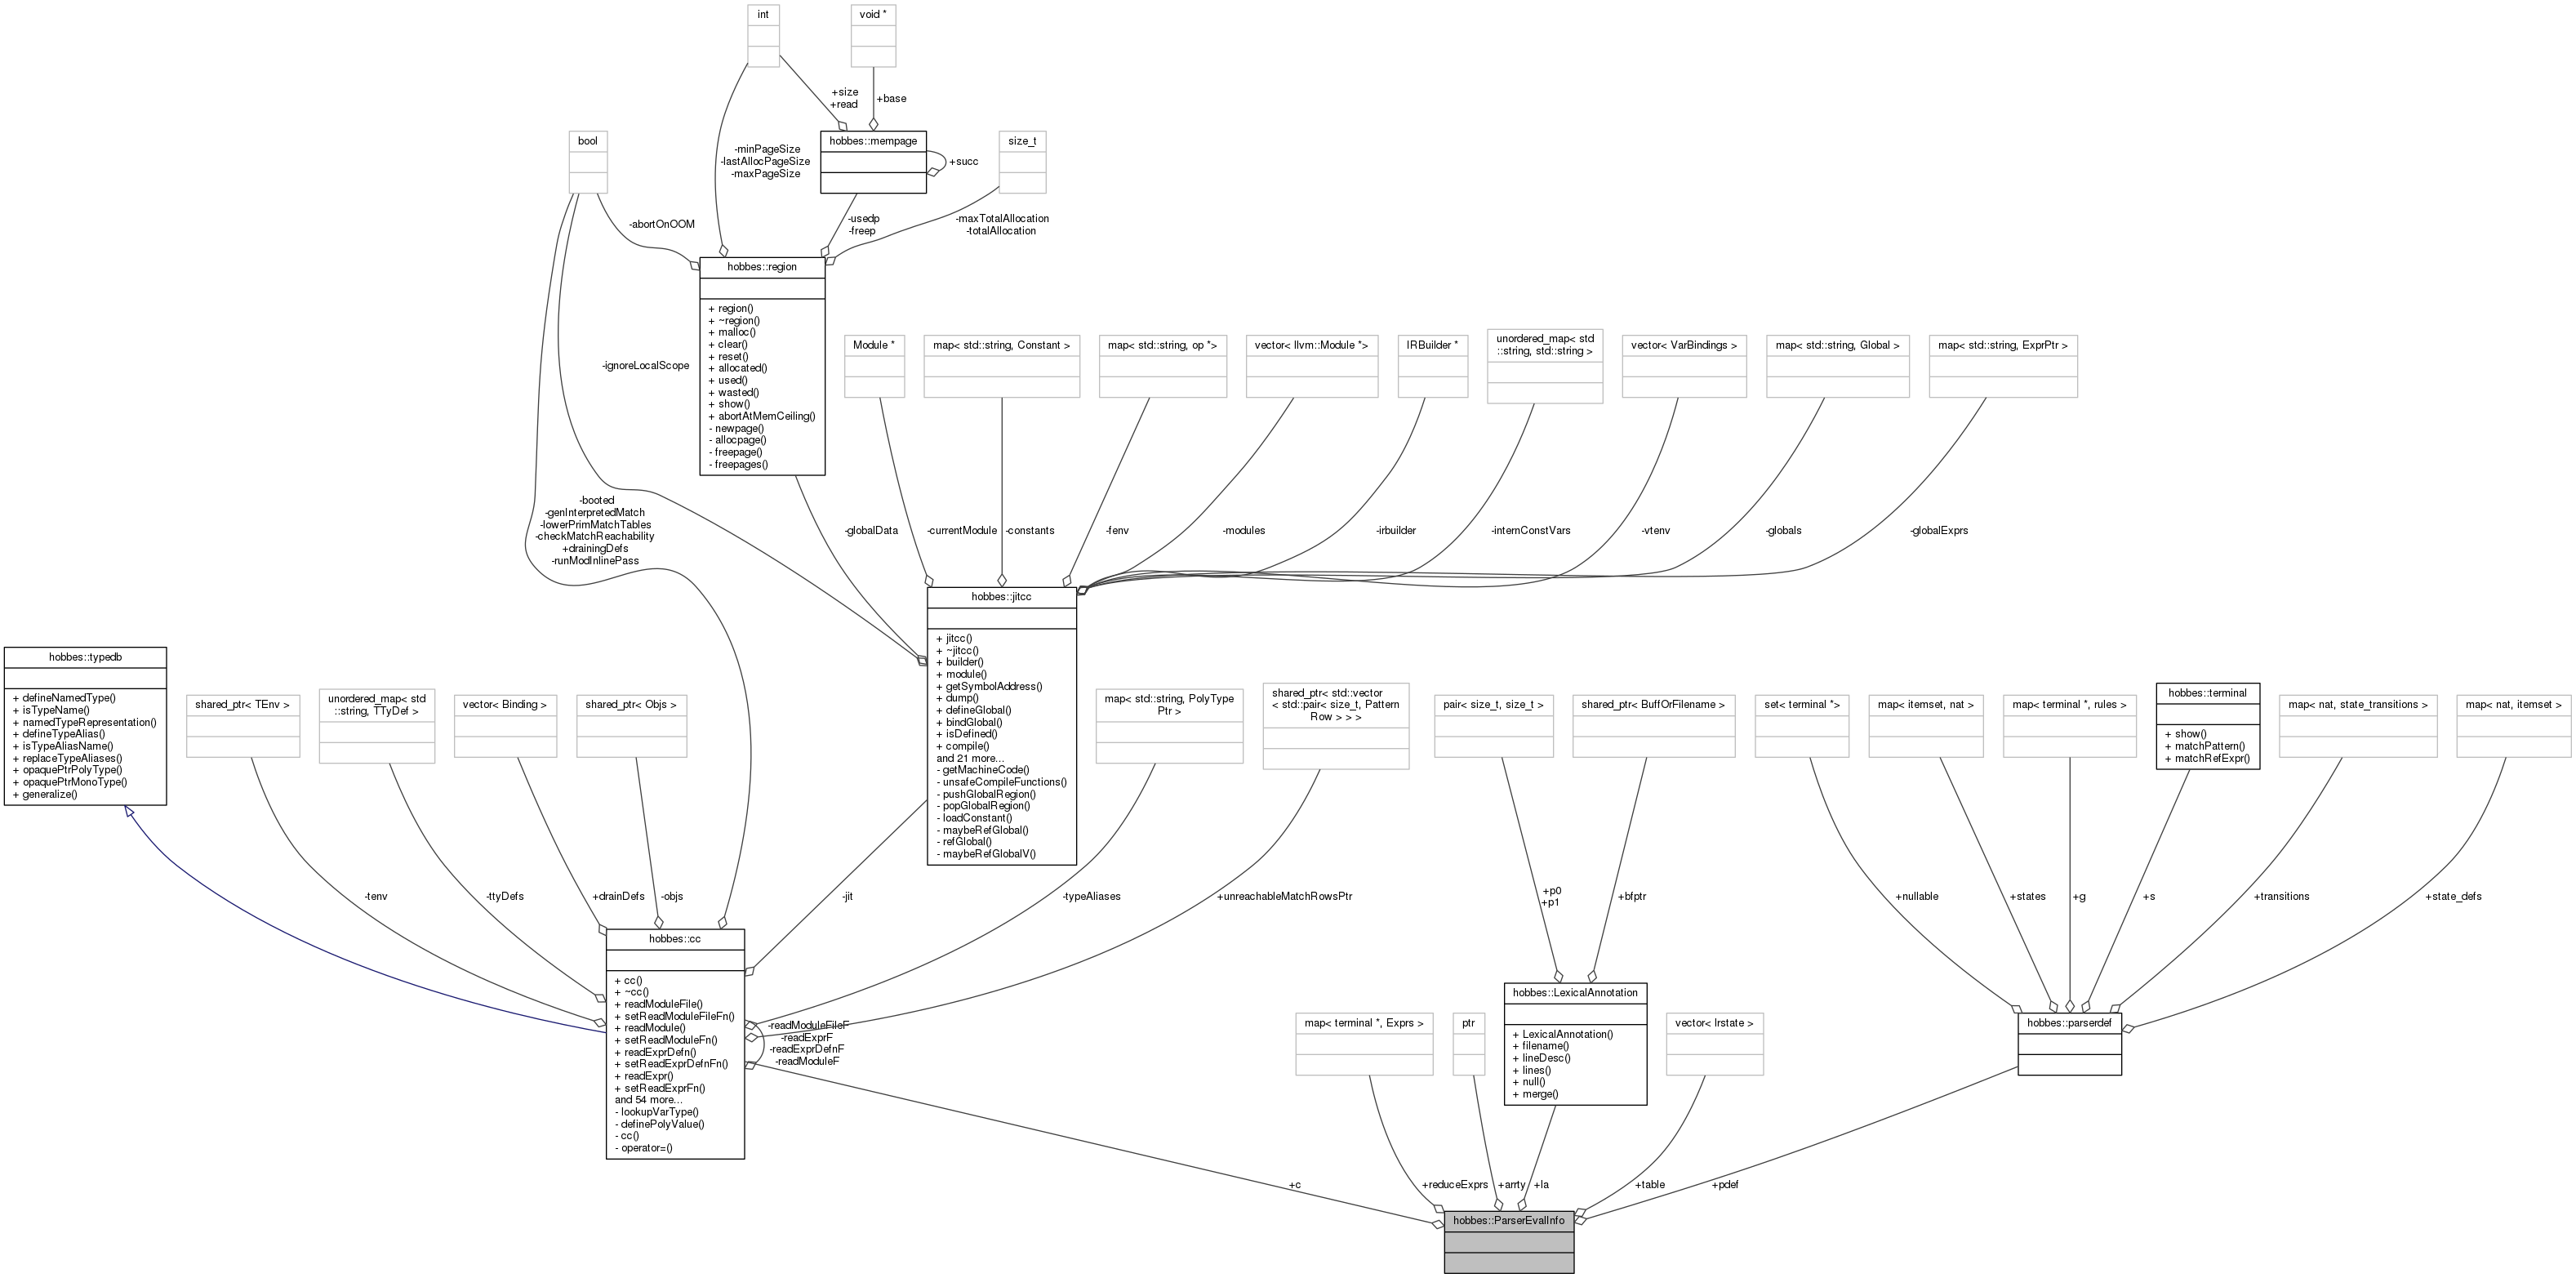 int
void *
+size
+read
+base
bool
hobbes::mempage
size_t
+succ
-minPageSize
-lastAllocPageSize
-maxPageSize
-abortOnOOM
-usedp
-freep
-maxTotalAllocation
-totalAllocation
hobbes::region
+ region()
+ ~region()
+ malloc()
+ clear()
+ reset()
+ allocated()
+ used()
+ wasted()
+ show()
+ abortAtMemCeiling()
- newpage()
- allocpage()
- freepage()
- freepages()
-ignoreLocalScope
Module *
map< std::string, Constant >
map< std::string, op *>
vector< llvm::Module *>
IRBuilder *
unordered_map< std
::string, std::string >
vector< VarBindings >
map< std::string, Global >
map< std::string, ExprPtr >
-booted
-genInterpretedMatch
-lowerPrimMatchTables
-checkMatchReachability
+drainingDefs
-runModInlinePass
-globalData
-currentModule
-constants
-fenv
-modules
-irbuilder
-internConstVars
-vtenv
-globals
-globalExprs
hobbes::jitcc
+ jitcc()
+ ~jitcc()
+ builder()
+ module()
+ getSymbolAddress()
+ dump()
+ defineGlobal()
+ bindGlobal()
+ isDefined()
+ compile()
and 21 more...
- getMachineCode()
- unsafeCompileFunctions()
- pushGlobalRegion()
- popGlobalRegion()
- loadConstant()
- maybeRefGlobal()
- refGlobal()
- maybeRefGlobalV()
hobbes::typedb
+ defineNamedType()
+ isTypeName()
+ namedTypeRepresentation()
+ defineTypeAlias()
+ isTypeAliasName()
+ replaceTypeAliases()
+ opaquePtrPolyType()
+ opaquePtrMonoType()
+ generalize()
shared_ptr< TEnv >
unordered_map< std
::string, TTyDef >
vector< Binding >
shared_ptr< Objs >
map< std::string, PolyType
Ptr >
shared_ptr< std::vector
< std::pair< size_t, Pattern
Row > > >
pair< size_t, size_t >
shared_ptr< BuffOrFilename >
set< terminal *>
map< itemset, nat >
map< terminal *, rules >
hobbes::terminal
+ show()
+ matchPattern()
+ matchRefExpr()
map< nat, state_transitions >
map< nat, itemset >
-tenv
-ttyDefs
+drainDefs
-objs
-jit
-typeAliases
+unreachableMatchRowsPtr
+p0
+p1
+bfptr
+nullable
+states
+g
+s
+transitions
+state_defs
hobbes::cc
+ cc()
+ ~cc()
+ readModuleFile()
+ setReadModuleFileFn()
+ readModule()
+ setReadModuleFn()
+ readExprDefn()
+ setReadExprDefnFn()
+ readExpr()
+ setReadExprFn()
and 54 more...
- lookupVarType()
- definePolyValue()
- cc()
- operator=()
-readModuleFileF
-readExprF
-readExprDefnF
-readModuleF
map< terminal *, Exprs >
ptr
hobbes::LexicalAnnotation
+ LexicalAnnotation()
+ filename()
+ lineDesc()
+ lines()
+ null()
+ merge()
vector< lrstate >
hobbes::parserdef
+c
+reduceExprs
+arrty
+la
+table
+pdef
hobbes::ParserEvalInfo